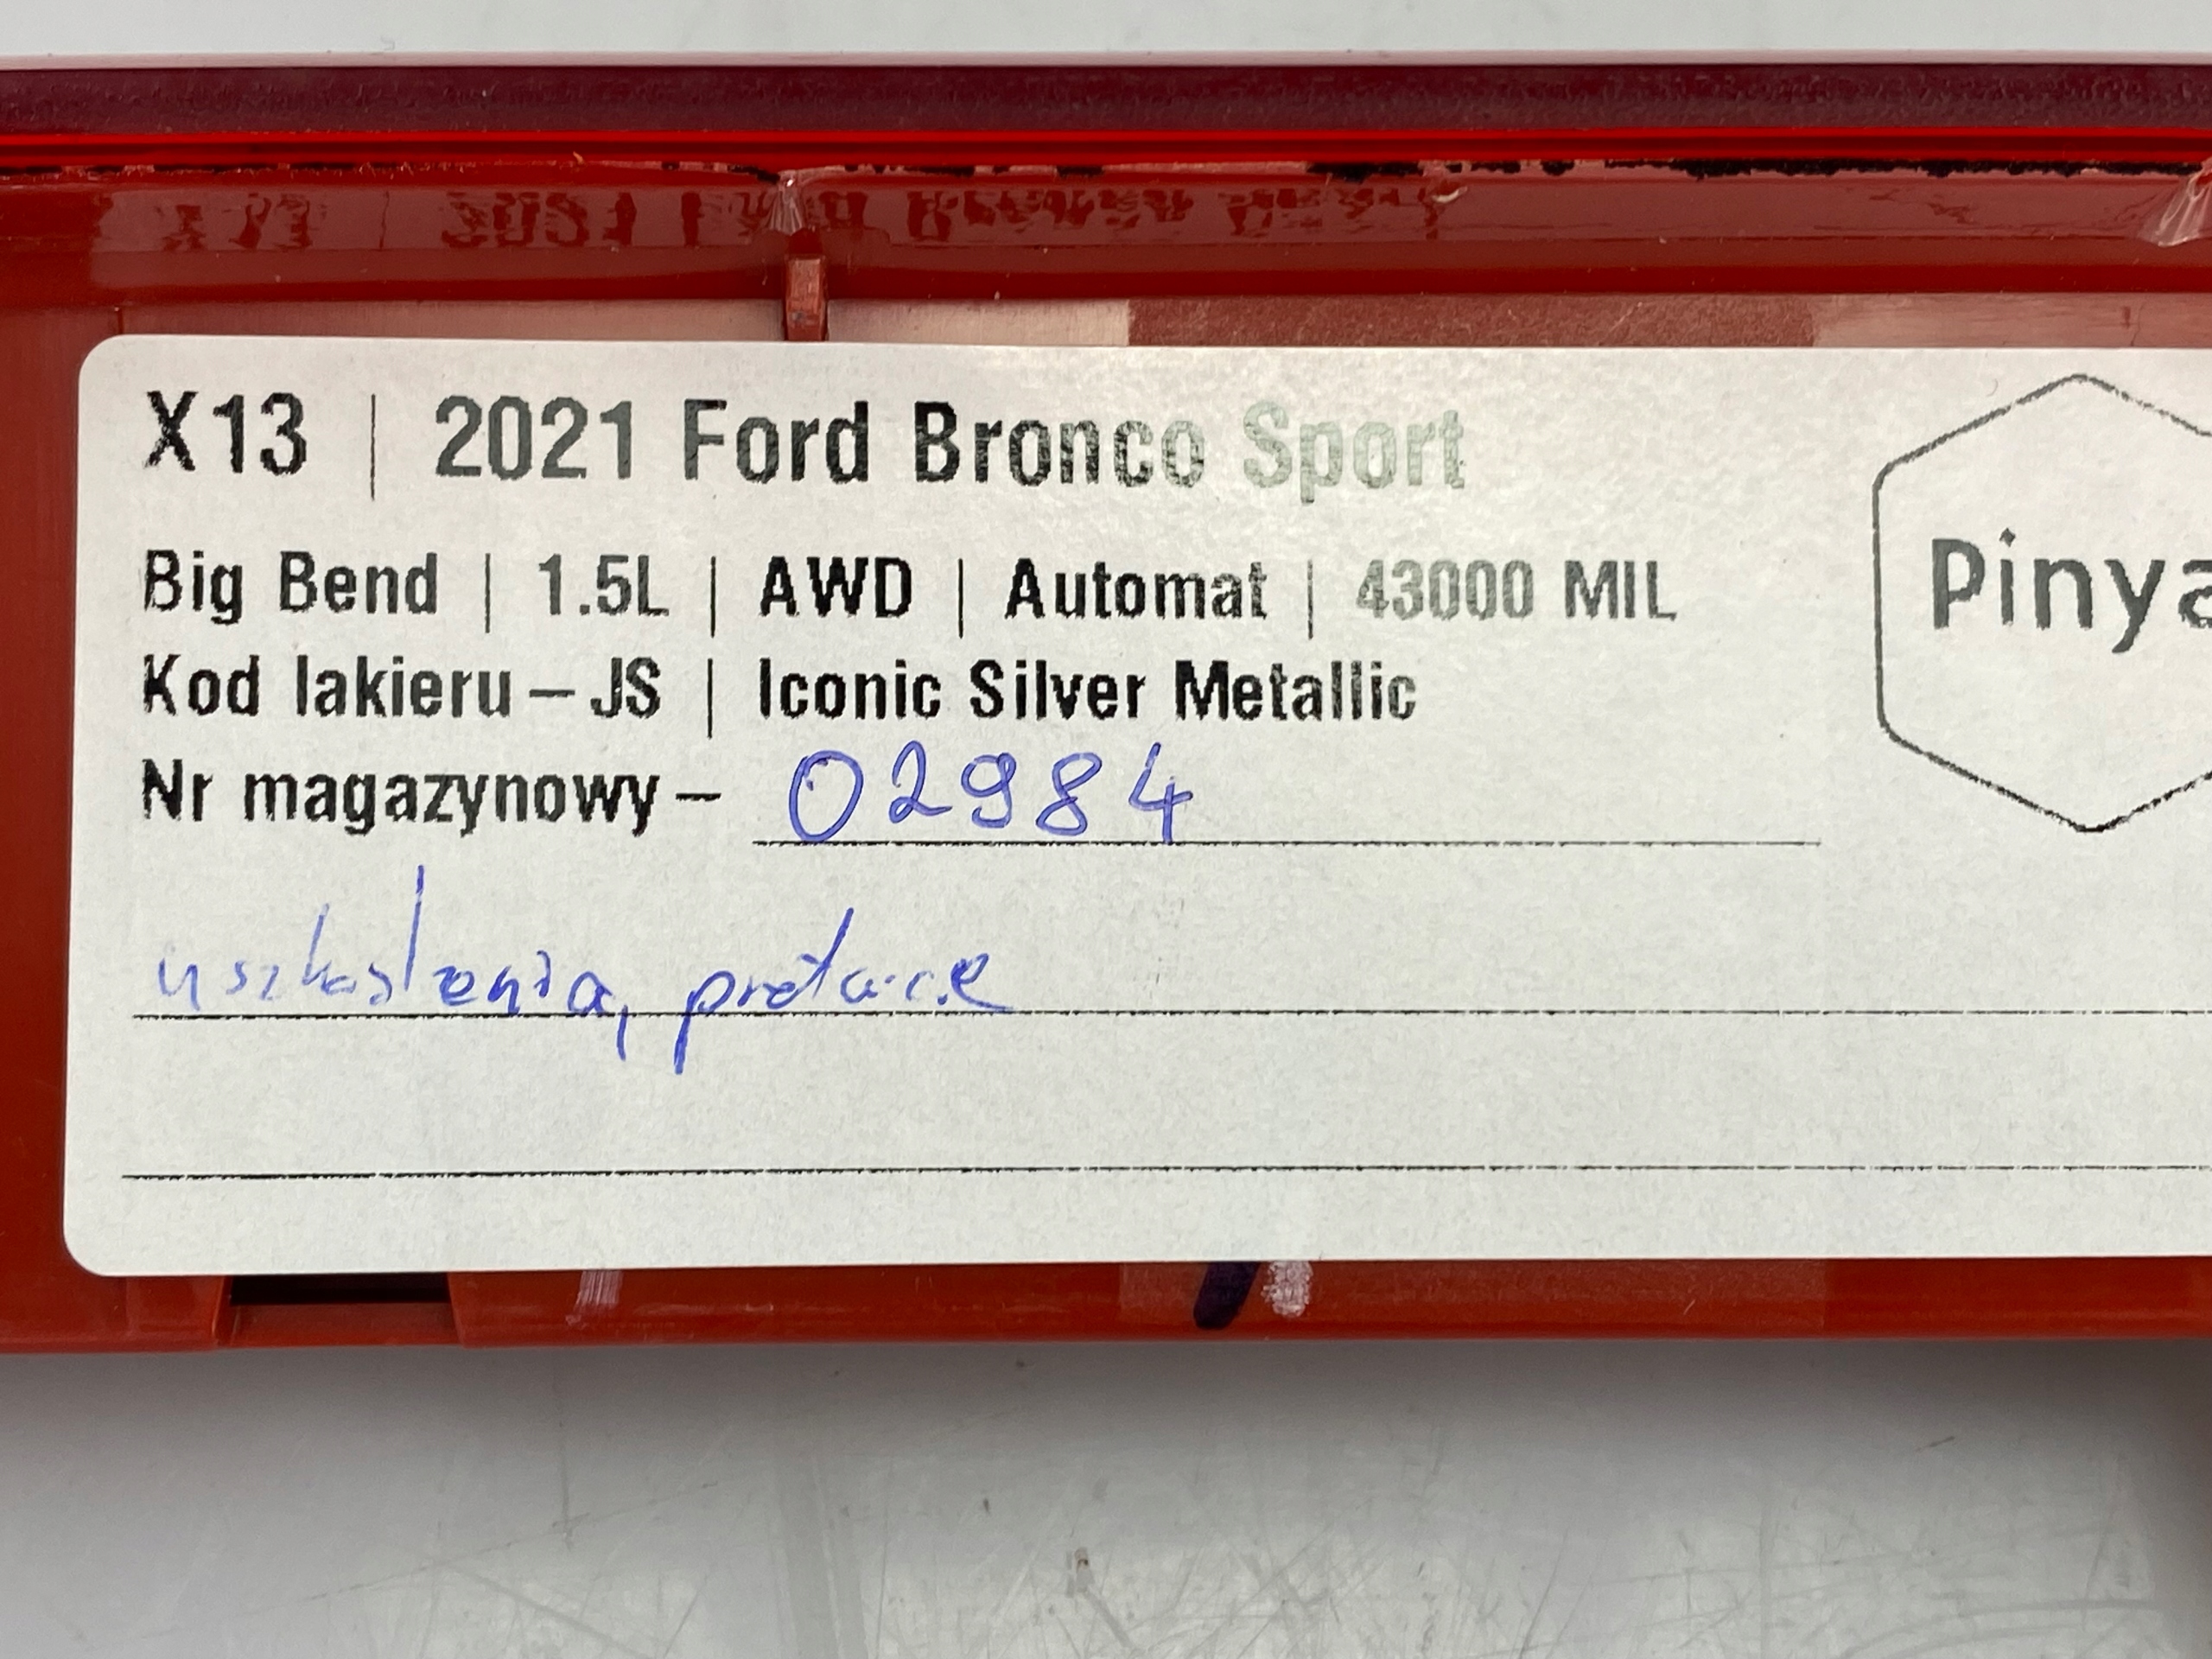 X13 | 2021 Ford Bronco Sport
Big Bend | 1.5L | AWD | Automat | 43000 MIL
Kod lakieru – JS | Iconic Silver Metallic
Nr magazynowy – 02984
Pinya